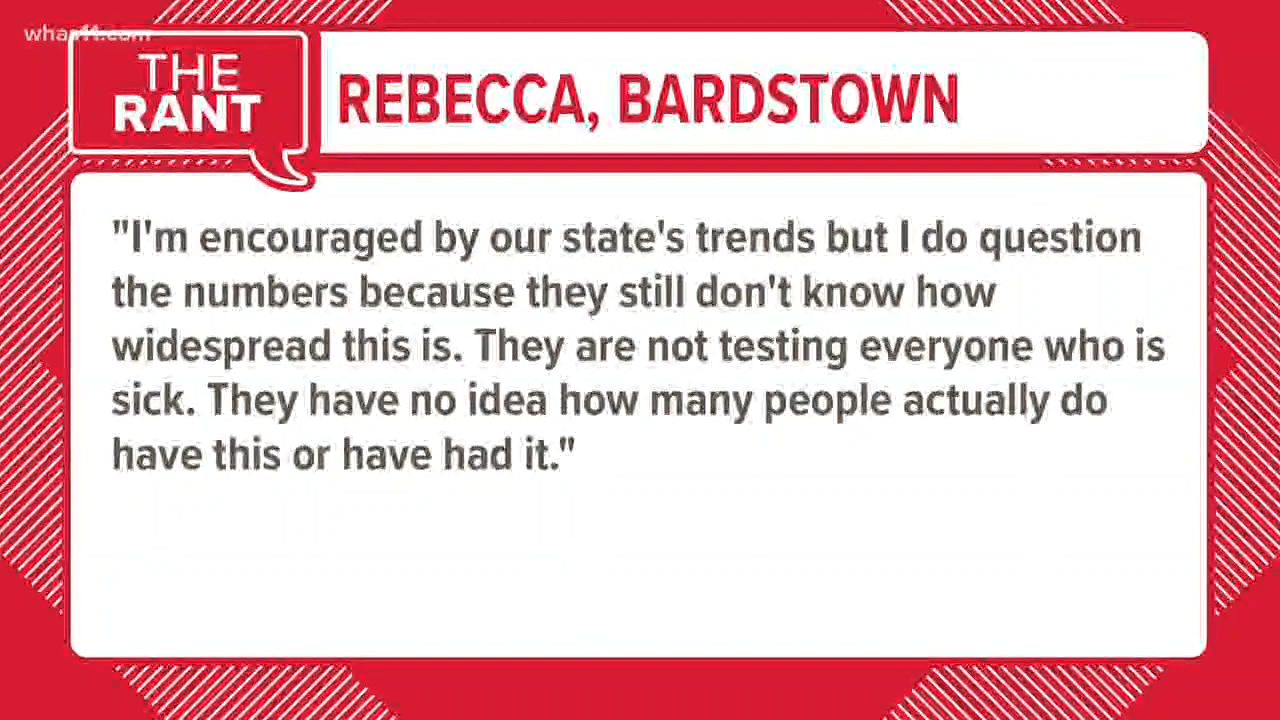 whas11.com
THE
RANT
REBECCA, BARDSTOWN
"I'm encouraged by our state's trends but I do question
the numbers because they still don't know how
widespread this is. They are not testing everyone who is
sick. They have no idea how many people actually do
have this or have had it."